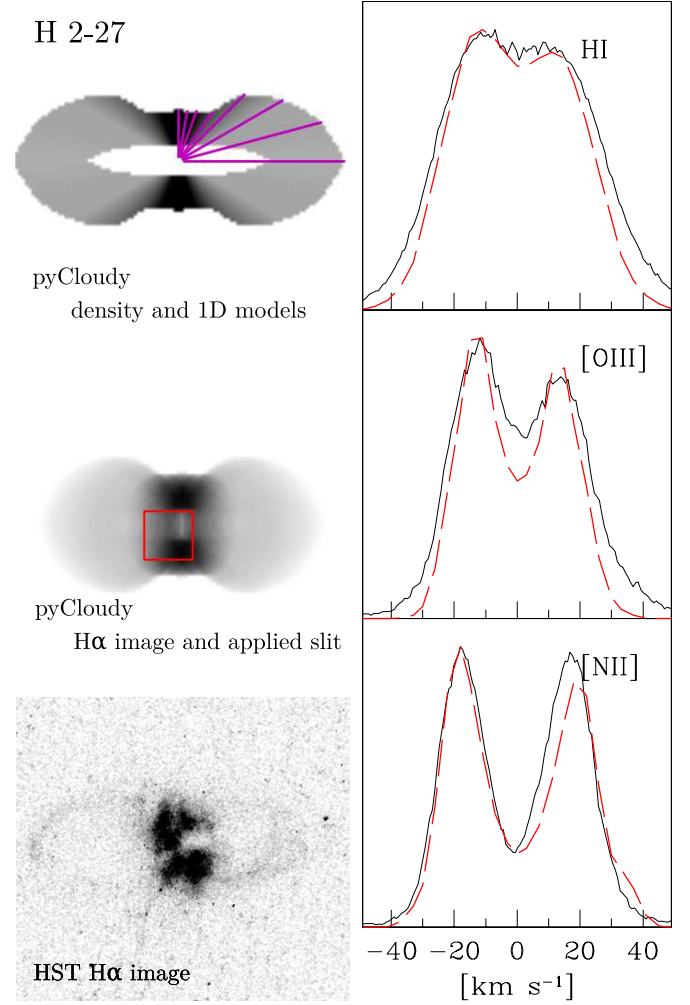 H 2-27
pyCloudy
density and 1D models
pyCloudy
Hα image and applied slit
HST Hα image
HI
[OIII]
[NII]
−40 −20 0 20 40
[km s⁻¹]